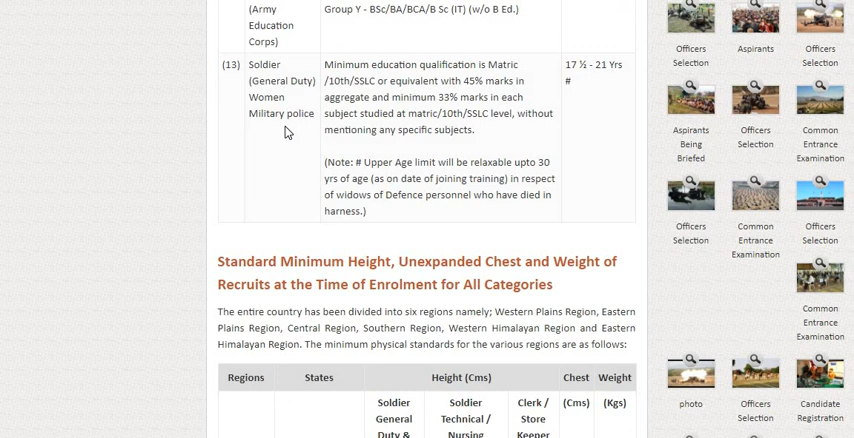 (Army
Education
Corps)
Group Y - BSc/BA/BCA/B Sc (IT) (w/o B Ed.)
(13)
Soldier
(General Duty)
Women
Military police
Minimum education qualification is Matric
/10th/SSLC or equivalent with 45% marks in
aggregate and minimum 33% marks in each
subject studied at matric/10th/SSLC level, without
mentioning any specific subjects.
(Note: # Upper Age limit will be relaxable upto 30
yrs of age (as on date of joining training) in respect
of widows of Defence personnel who have died in
harness.)
17 ½ - 21 Yrs
#
Standard Minimum Height, Unexpanded Chest and Weight of
Recruits at the Time of Enrolment for All Categories
The entire country has been divided into six regions namely; Western Plains Region, Eastern
Plains Region, Central Region, Southern Region, Western Himalayan Region and Eastern
Himalayan Region. The minimum physical standards for the various regions are as follows:
Regions
States
Height (Cms)
Chest
Weight
Soldier
General
Duty &
Soldier
Technical /
Nursing
Clerk /
Store
Keeper
(Cms)
(Kgs)
Officers
Selection
Aspirants
Officers
Selection
Aspirants
Being
Briefed
Officers
Selection
Common
Entrance
Examination
Officers
Selection
Common
Entrance
Examination
Officers
Selection
Common
Entrance
Examination
photo
Officers
Selection
Candidate
Registration